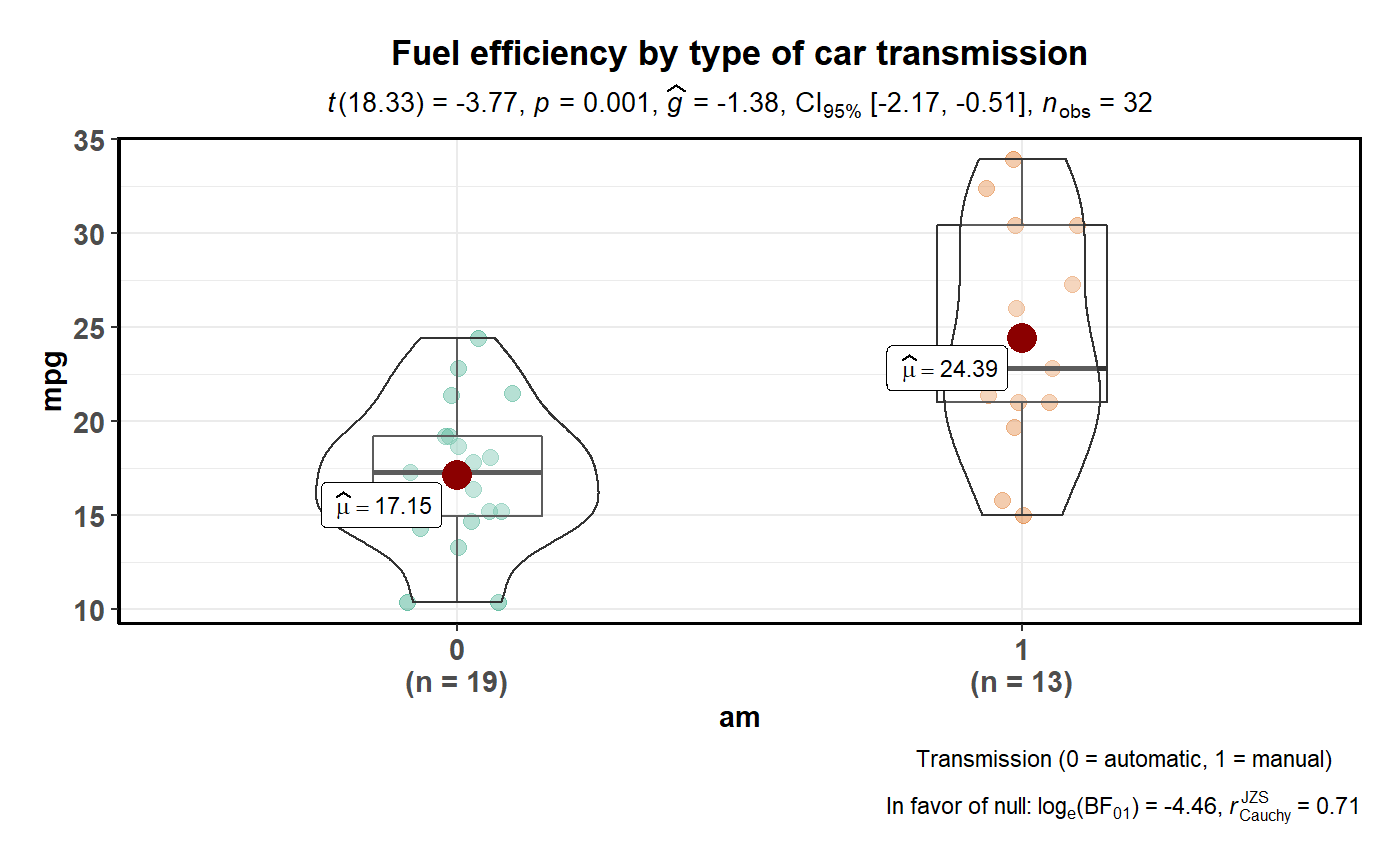 Fuel efficiency by type of car transmission
t(18.33) = -3.77, p = 0.001, ĝ = -1.38, CI95% [-2.17, -0.51], nobs = 32
35
30
25
20
15
10
mpg
μ̂ = 24.39
μ̂ = 17.15
0 1
(n = 19) (n = 13)
am
Transmission (0 = automatic, 1 = manual)
In favor of null: loge(BF01) = -4.46, rJZSCauchy = 0.71